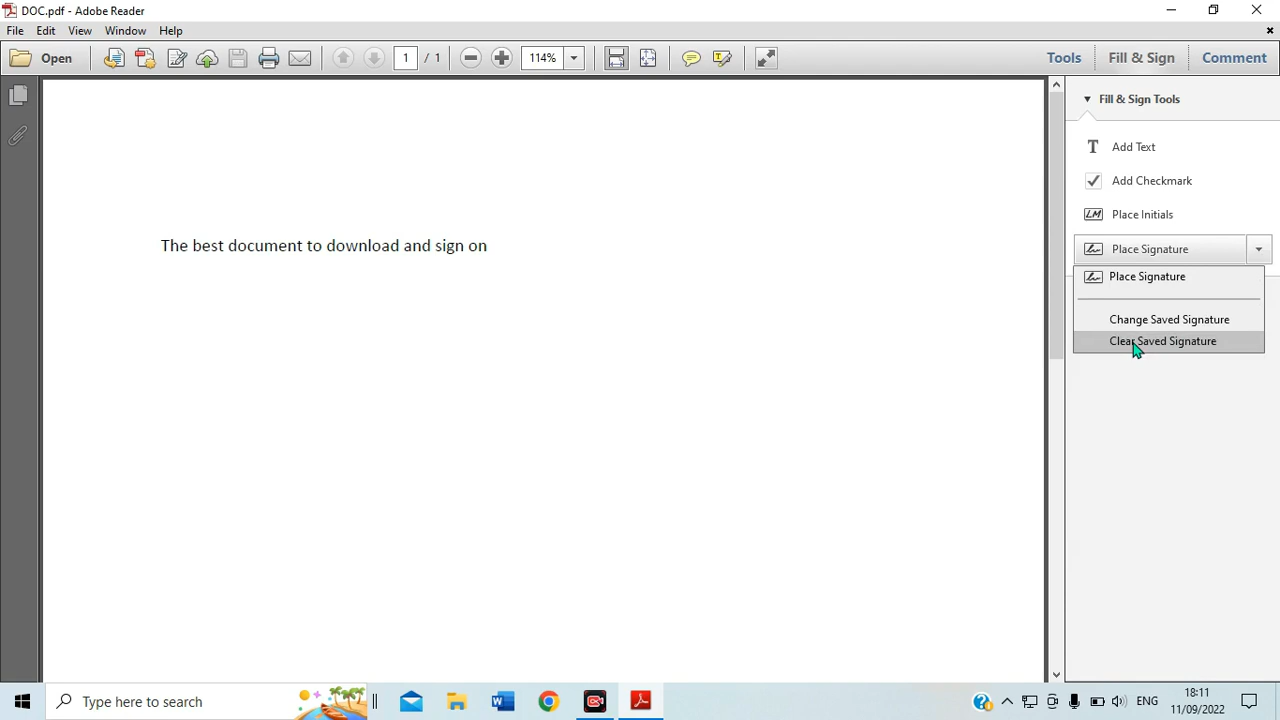 DOC.pdf - Adobe Reader
File Edit View Window Help
Open 1 / 1 114% Tools Fill & Sign Comment
Fill & Sign Tools
T Add Text
Add Checkmark
LM Place Initials
Place Signature
Place Signature
Change Saved Signature
Clear Saved Signature
The best document to download and sign on
Type here to search
ENG
18:11
11/09/2022